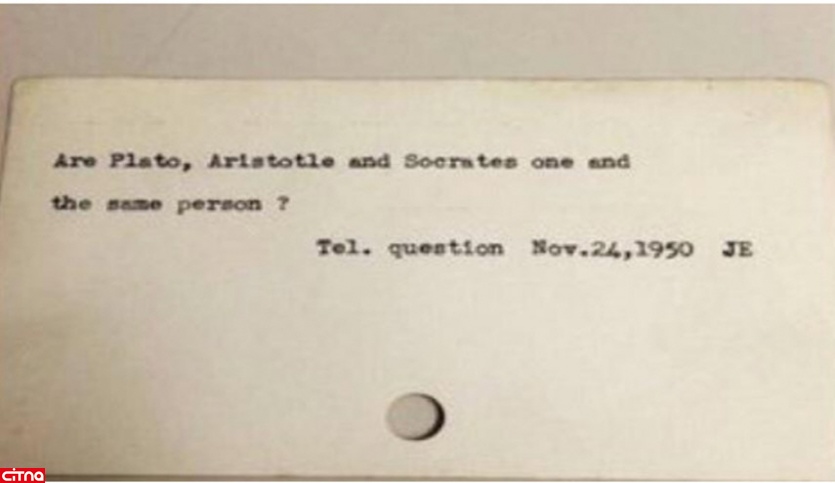 Are Plato, Aristotle and Socrates one and
the same person ?
Tel. question Nov.24,1950 JE
citna